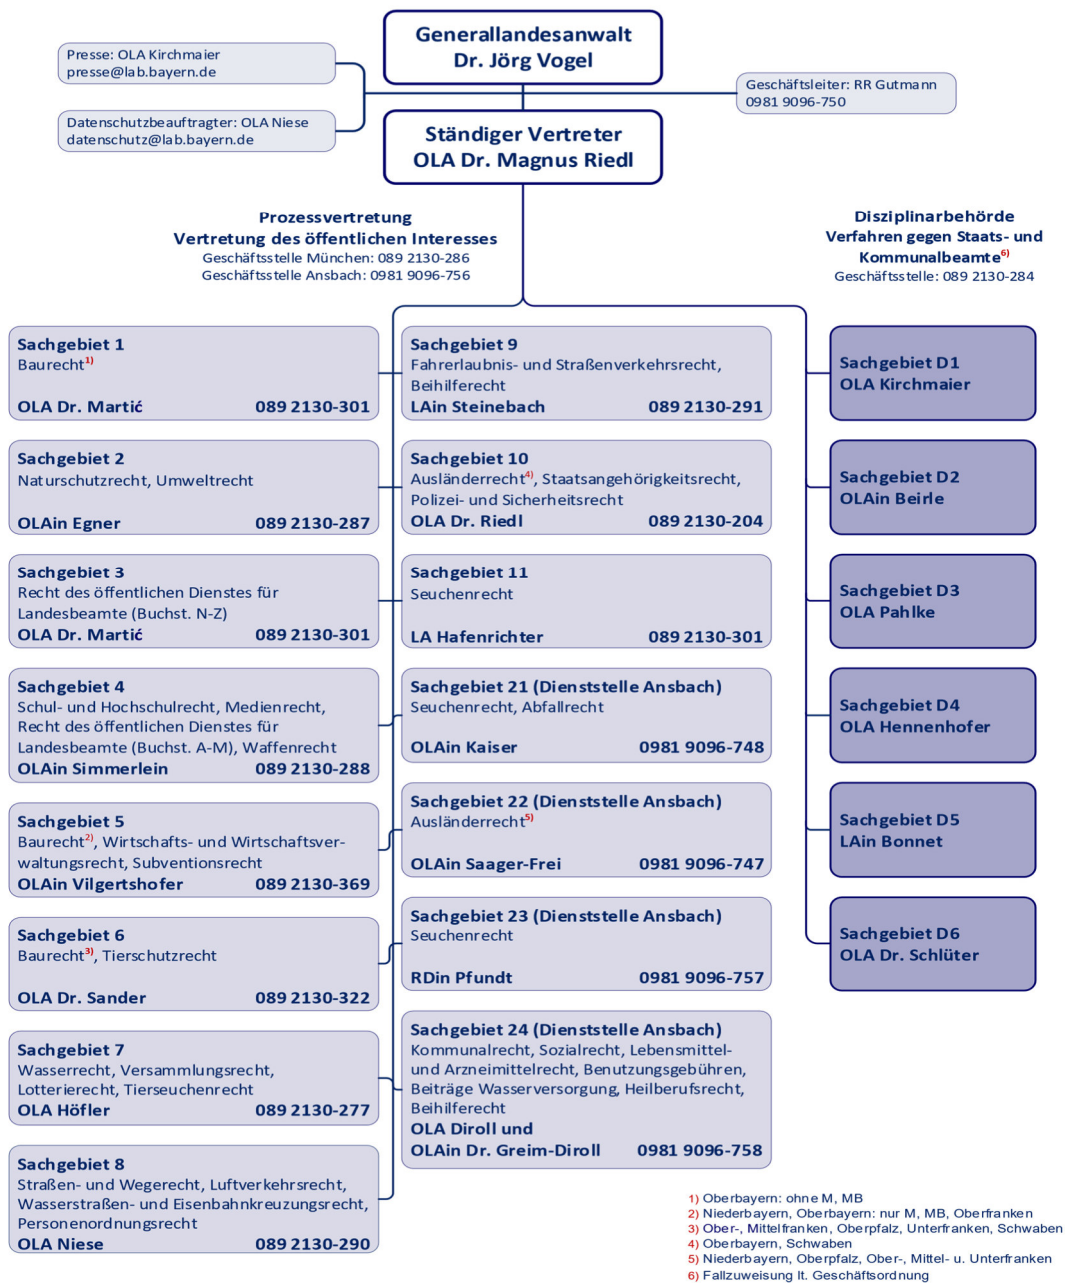 Generallandesanwalt
Dr. Jörg Vogel
Presse: OLA Kirchmaier
presse@lab.bayern.de
Geschäftsleiter: RR Gutmann
0981 9096-750
Datenschutzbeauftragter: OLA Niese
datenschutz@lab.bayern.de
Ständiger Vertreter
OLA Dr. Magnus Riedl
Prozessvertretung
Vertretung des öffentlichen Interesses
Geschäftsstelle München: 089 2130-286
Geschäftsstelle Ansbach: 0981 9096-756
Disziplinarbehörde
Verfahren gegen Staats- und
Kommunalbeamte6)
Geschäftsstelle: 089 2130-284
Sachgebiet 1
Baurecht1)
OLA Dr. Martić 089 2130-301
Sachgebiet 2
Naturschutzrecht, Umweltrecht
OLAin Egner 089 2130-287
Sachgebiet 3
Recht des öffentlichen Dienstes für
Landesbeamte (Buchst. N-Z)
OLA Dr. Martić 089 2130-301
Sachgebiet 4
Schul- und Hochschulrecht, Medienrecht,
Recht des öffentlichen Dienstes für
Landesbeamte (Buchst. A-M), Waffenrecht
OLAin Simmerlein 089 2130-288
Sachgebiet 5
Baurecht2), Wirtschafts- und Wirtschaftsver-
waltungsrecht, Subventionsrecht
OLAin Vilgertshofer 089 2130-369
Sachgebiet 6
Baurecht3), Tierschutzrecht
OLA Dr. Sander 089 2130-322
Sachgebiet 7
Wasserrecht, Versammlungsrecht,
Lotterierecht, Tierseuchenrecht
OLA Höfler 089 2130-277
Sachgebiet 8
Straßen- und Wegerecht, Luftverkehrsrecht,
Wasserstraßen- und Eisenbahnkreuzungsrecht,
Personenordnungsrecht
OLA Niese 089 2130-290
Sachgebiet 9
Fahrerlaubnis- und Straßenverkehrsrecht,
Beihilferecht
LAin Steinebach 089 2130-291
Sachgebiet 10
Ausländerrecht4), Staatsangehörigkeitsrecht,
Polizei- und Sicherheitsrecht
OLA Dr. Riedl 089 2130-204
Sachgebiet 11
Seuchenrecht
LA Hafenrichter 089 2130-301
Sachgebiet 21 (Dienststelle Ansbach)
Seuchenrecht, Abfallrecht
OLAin Kaiser 0981 9096-748
Sachgebiet 22 (Dienststelle Ansbach)
Ausländerrecht5)
OLAin Saager-Frei 0981 9096-747
Sachgebiet 23 (Dienststelle Ansbach)
Seuchenrecht
RDin Pfundt 0981 9096-757
Sachgebiet 24 (Dienststelle Ansbach)
Kommunalrecht, Sozialrecht, Lebensmittel-
und Arzneimittelrecht, Benutzungsgebühren,
Beiträge Wasserversorgung, Heilberufsrecht,
Beihilferecht
OLA Diroll und
OLAin Dr. Greim-Diroll 0981 9096-758
Sachgebiet D1
OLA Kirchmaier
Sachgebiet D2
OLAin Beirle
Sachgebiet D3
OLA Pahlke
Sachgebiet D4
OLA Hennenhofer
Sachgebiet D5
LAin Bonnet
Sachgebiet D6
OLA Dr. Schlüter
1) Oberbayern: ohne M, MB
2) Niederbayern, Oberbayern: nur M, MB, Oberfranken
3) Ober-, Mittelfranken, Oberpfalz, Unterfranken, Schwaben
4) Oberbayern, Schwaben
5) Niederbayern, Oberpfalz, Ober-, Mittel- u. Unterfranken
6) Fallzuweisung lt. Geschäftsordnung